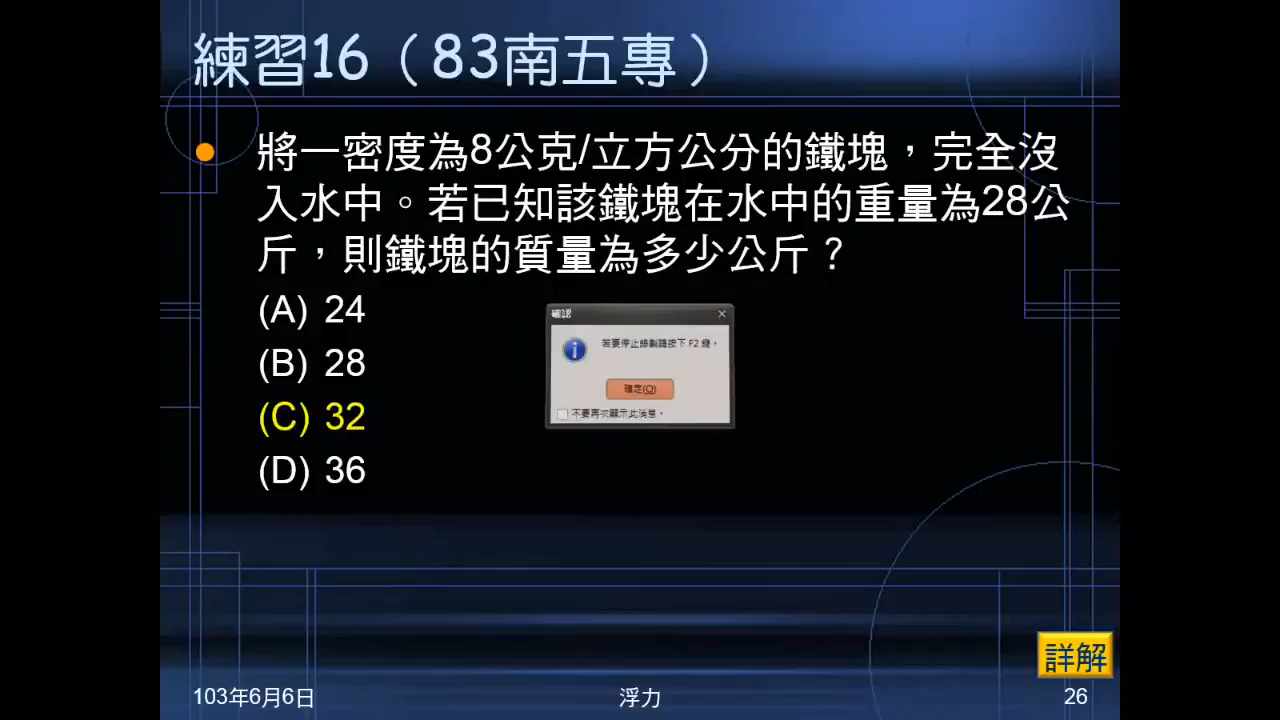 練習16（83南五專）
將一密度為8公克/立方公分的鐵塊，完全沒
入水中。若已知該鐵塊在水中的重量為28公
斤，則鐵塊的質量為多少公斤？
(A) 24
(B) 28
(C) 32
(D) 36
確認
若要停止錄製請按下 F2 鍵。
確定(O)
不要再次顯示此消息。
詳解
103年6月6日
浮力
26